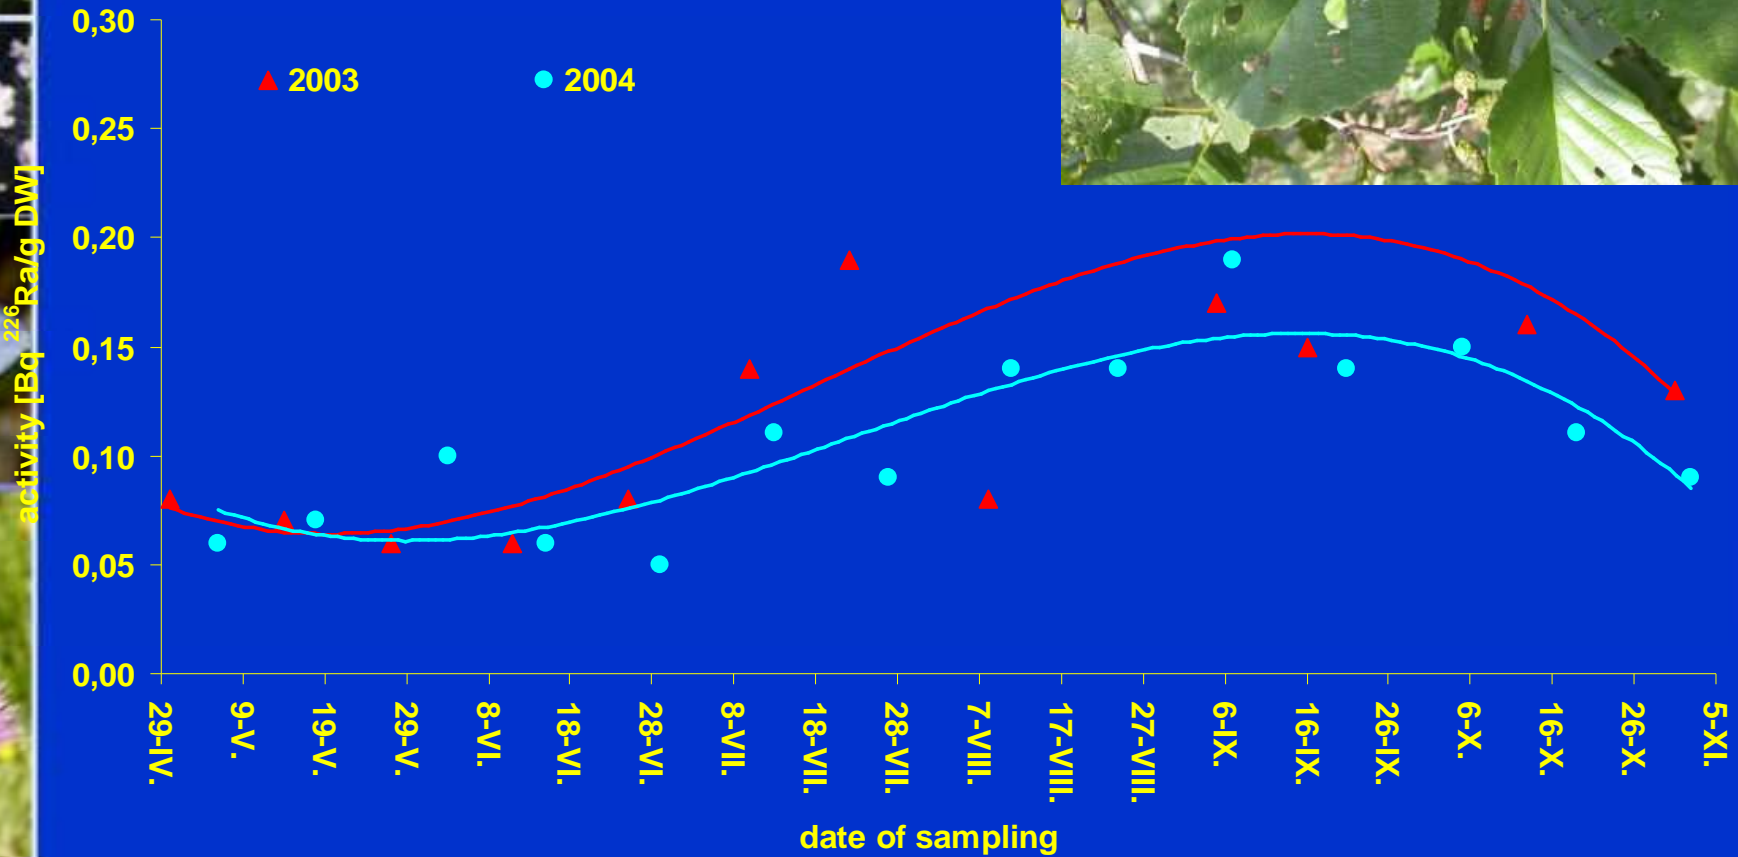 0,30
2003 2004
0,25
0,20
0,15
0,10
0,05
0,00
activity [Bq ²²⁶Ra/g DW]
29-IV. 9-V. 19-V. 29-V. 8-VI. 18-VI. 28-VI. 8-VII. 18-VII. 28-VII. 7-VIII. 17-VIII. 27-VIII. 6-IX. 16-IX. 26-IX. 6-X. 16-X. 26-X. 5-XI.
date of sampling